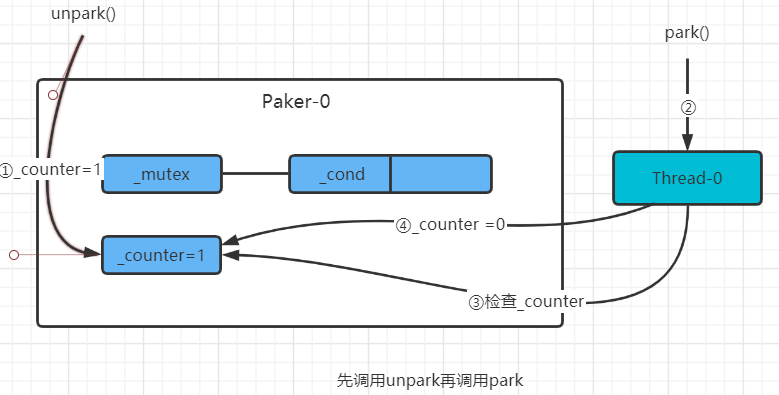 unpark()
park()
Paker-0
②
①_counter=1
_mutex
_cond
Thread-0
④_counter =0
_counter=1
③检查_counter
先调用unpark再调用park